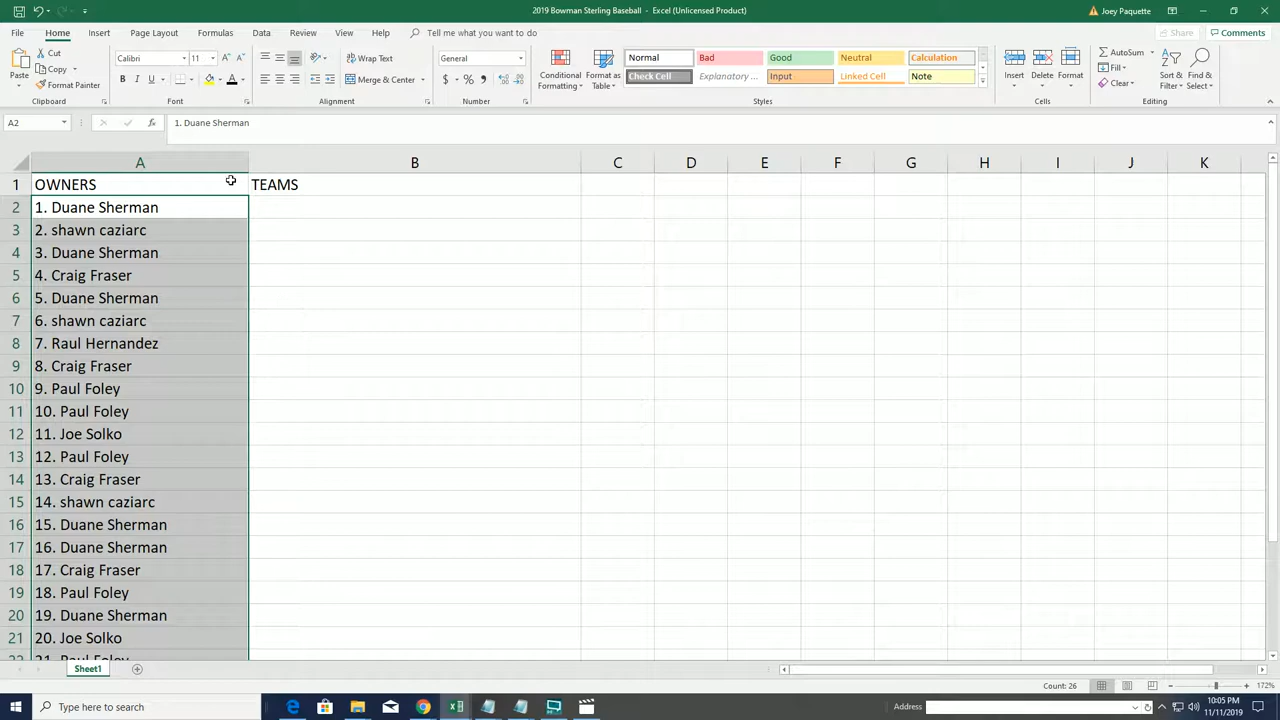 2019 Bowman Sterling Baseball - Excel (Unlicensed Product)
Joey Paquette
File Home Insert Page Layout Formulas Data Review View Help Tell me what you want to do
Share Comments
Paste Cut Copy Format Painter
Clipboard
Calibri 11
B I U A
Font
Wrap Text
Merge & Center
Alignment
General
$ % ,
Number
Conditional Formatting
Format as Table
Normal Bad Good Neutral Calculation
Check Cell Explanatory ... Input Linked Cell Note
Styles
Insert Delete Format
Cells
AutoSum
Fill
Clear
Sort & Filter
Find & Select
Editing
A2 fx 1. Duane Sherman
A B C D E F G H I J K
1 OWNERS TEAMS
2 1. Duane Sherman
3 2. shawn caziarc
4 3. Duane Sherman
5 4. Craig Fraser
6 5. Duane Sherman
7 6. shawn caziarc
8 7. Raul Hernandez
9 8. Craig Fraser
10 9. Paul Foley
11 10. Paul Foley
12 11. Joe Solko
13 12. Paul Foley
14 13. Craig Fraser
15 14. shawn caziarc
16 15. Duane Sherman
17 16. Duane Sherman
18 17. Craig Fraser
19 18. Paul Foley
20 19. Duane Sherman
21 20. Joe Solko
22 21. Paul Foley
Sheet1
Count: 26 172%
Type here to search
Address
10:05 PM
11/11/2019